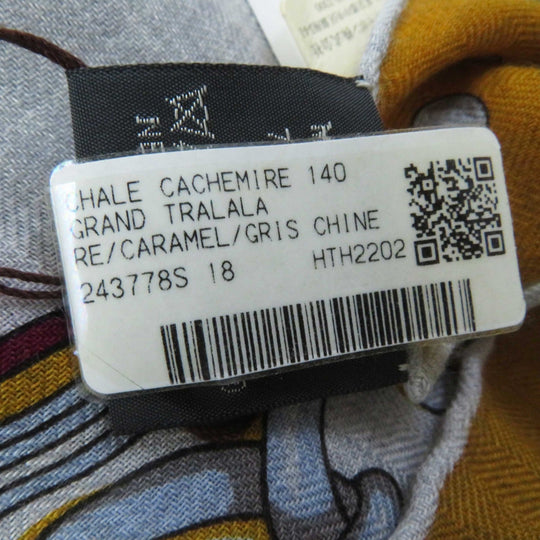 CHALE CACHEMIRE 140
GRAND TRALALA
RE/CARAMEL/GRIS CHINE
243778S 18
HTH2202